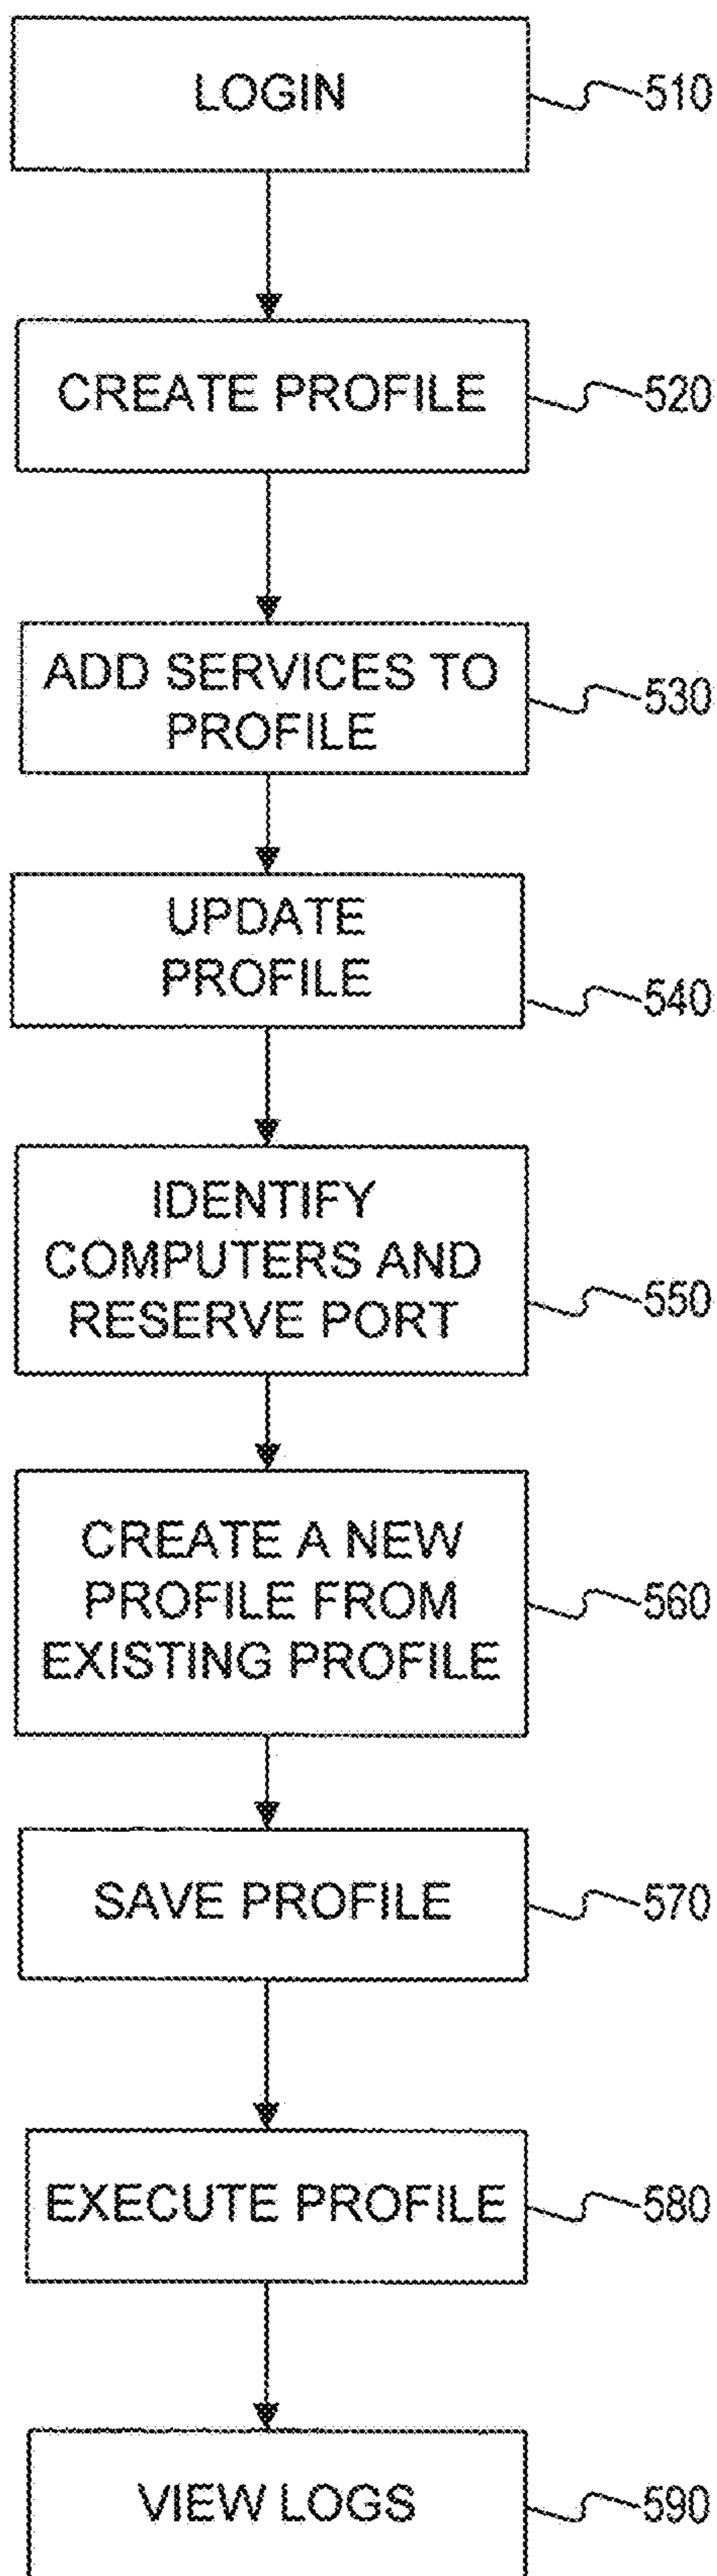 LOGIN
510
CREATE PROFILE
520
ADD SERVICES TO
PROFILE
530
UPDATE
PROFILE
540
IDENTIFY
COMPUTERS AND
RESERVE PORT
550
CREATE A NEW
PROFILE FROM
EXISTING PROFILE
560
SAVE PROFILE
570
EXECUTE PROFILE
580
VIEW LOGS
590